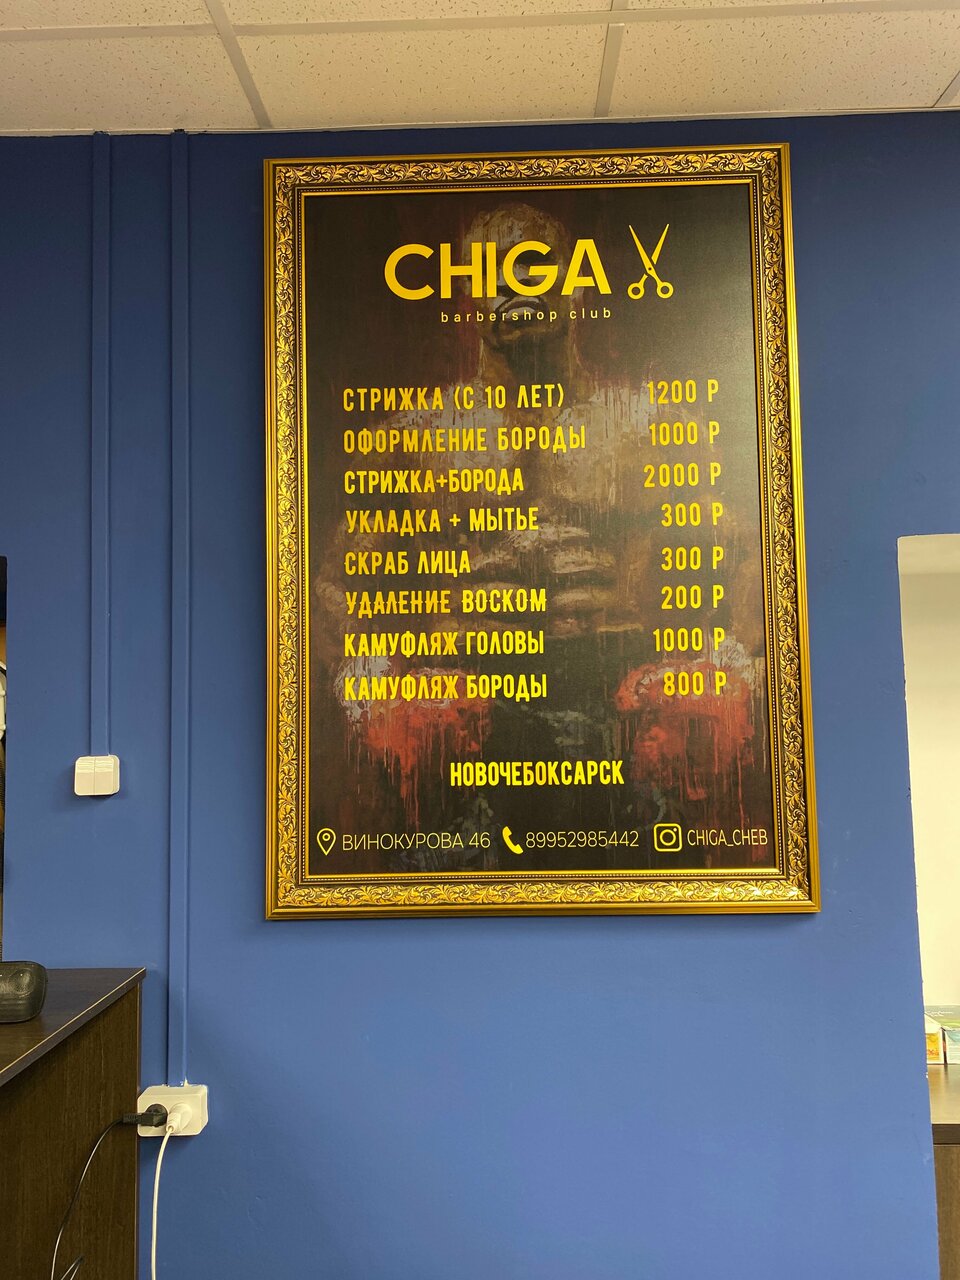 CHIGA
barbershop club
СТРИЖКА (С 10 ЛЕТ) 1200 Р
ОФОРМЛЕНИЕ БОРОДЫ 1000 Р
СТРИЖКА+БОРОДА 2000 Р
УКЛАДКА + МЫТЬЕ 300 Р
СКРАБ ЛИЦА 300 Р
УДАЛЕНИЕ ВОСКОМ 200 Р
КАМУФЛЯЖ ГОЛОВЫ 1000 Р
КАМУФЛЯЖ БОРОДЫ 800 Р
НОВОЧЕБОКСАРСК
ВИНОКУРОВА 46 89952985442 CHIGA_CHEB